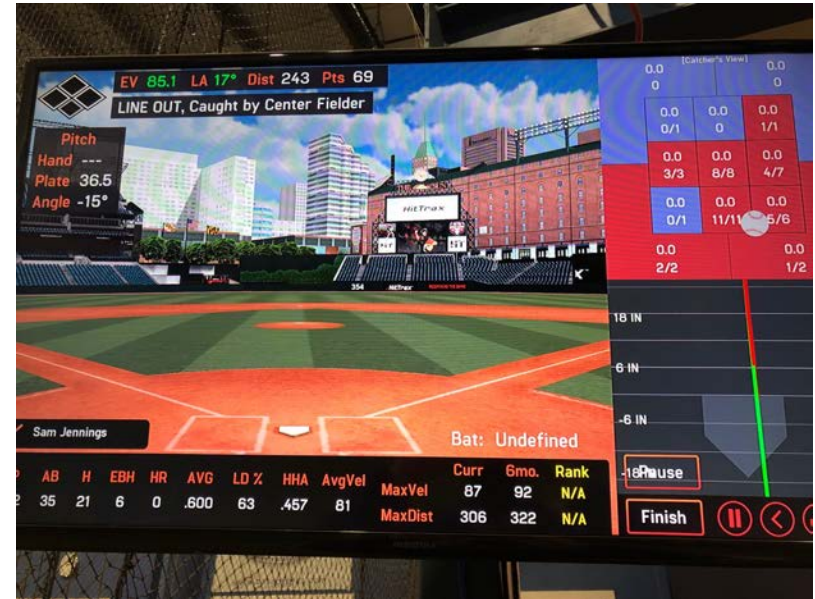 EV 85.1 LA 17° Dist 243 Pts 69
LINE OUT, Caught by Center Fielder
Pitch
Hand ---
Plate 36.5
Angle -15°
HitTrax
354 HitTrax
[Catcher's View]
0.0 0.0
0 0
0.0 0.0 0.0
0/1 0 1/1
0.0 0.0 0.0
3/3 8/8 4/7
0.0 0.0 0.0
0/1 11/11 5/6
0.0 0.0
2/2 1/2
18 IN
6 IN
-6 IN
Pause
Finish
Sam Jennings
Bat: Undefined
AB H EBH HR AVG LD % HHA AvgVel
35 21 6 0 .600 63 .457 81
Curr 6mo. Rank
MaxVel 87 92 N/A
MaxDist 306 322 N/A